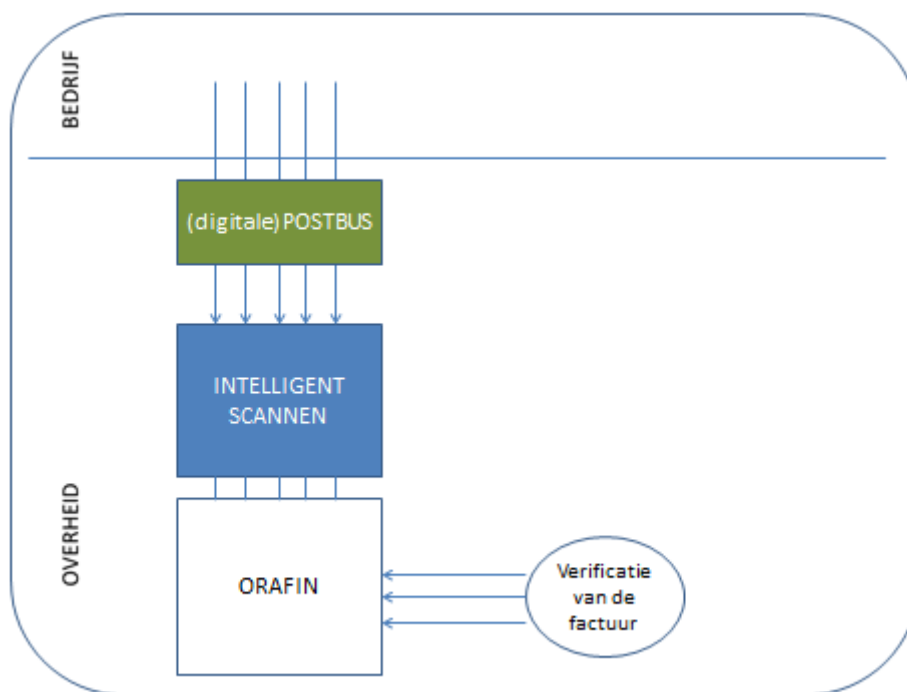 BEDRIJF
(digitale) POSTBUS
INTELLIGENT
SCANNEN
OVERHEID
ORAFIN
Verificatie
van de
factuur